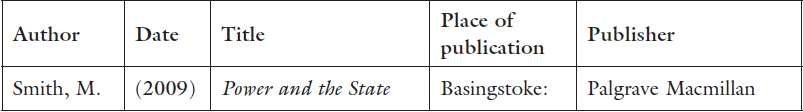 Author Date Title Place of publication Publisher
Smith, M. (2009) Power and the State Basingstoke: Palgrave Macmillan